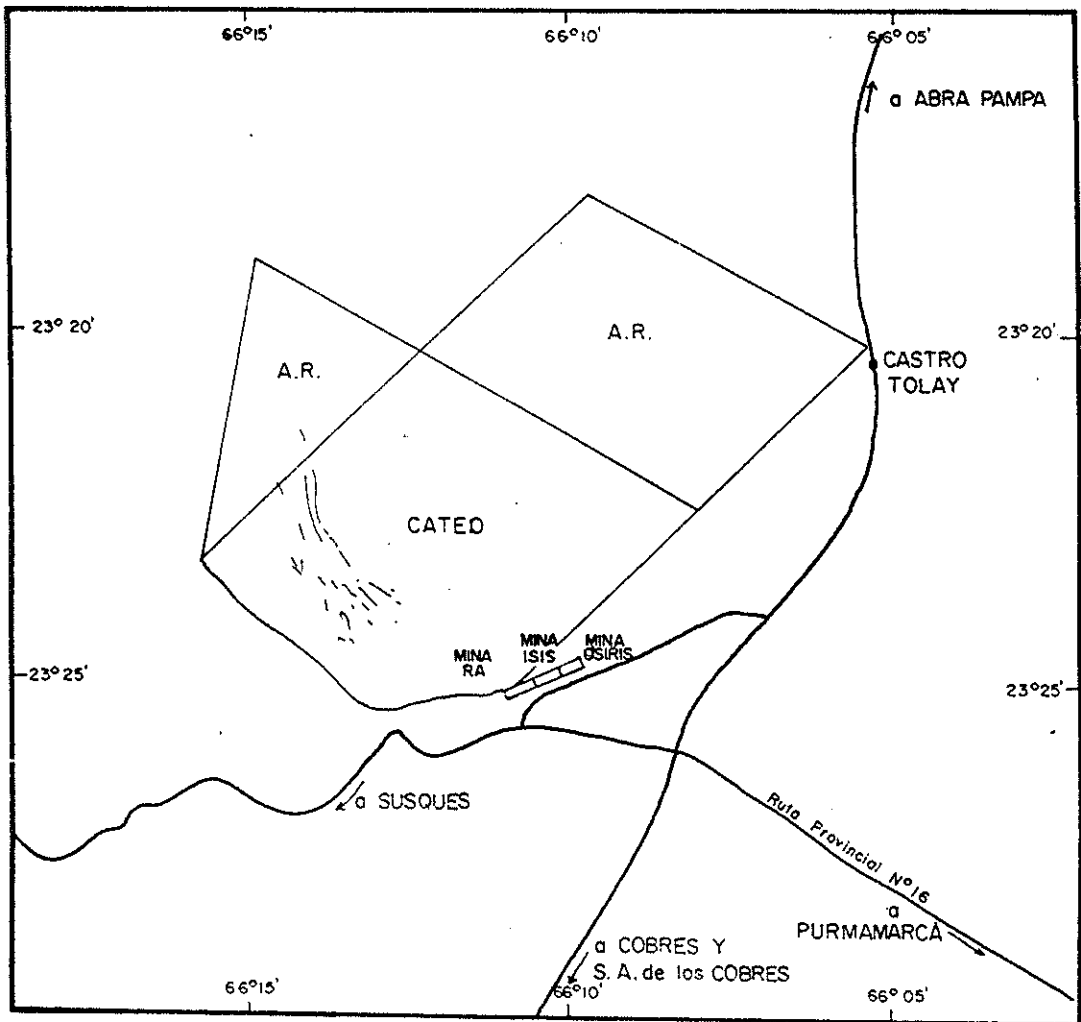 66° 15'
66° 10'
66° 05'
a ABRA PAMPA
23° 20'
23° 20'
A.R.
A.R.
CASTRO
TOLAY
CATEO
MINA
RA
MINA
ISIS
MINA
OSIRIS
23° 25'
23° 25'
a SUSQUES
Ruta Provincial Nº 16
a
PURMAMARCA
a COBRES Y
S. A. de los COBRES
66° 15'
66° 10'
66° 05'